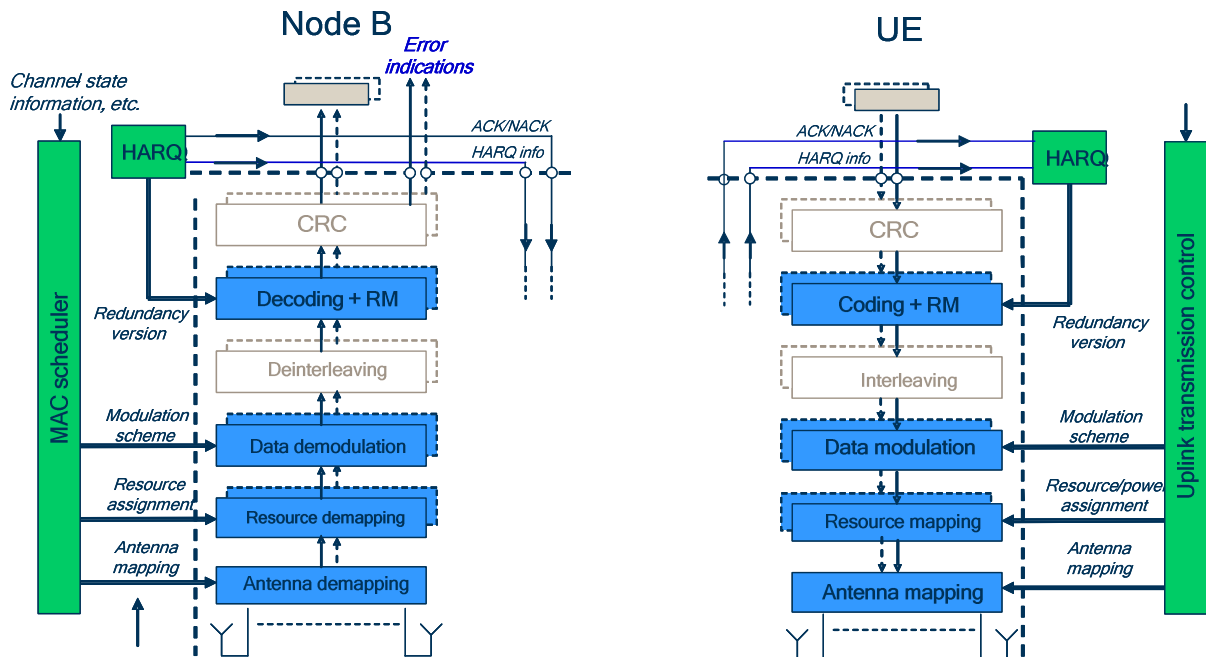 Node B
Error
indications
Channel state
information, etc.
HARQ
ACK/NACK
HARQ info
MAC scheduler
CRC
Decoding + RM
Redundancy
version
Deinterleaving
Modulation
scheme
Data demodulation
Resource
assignment
Resource demapping
Antenna
mapping
Antenna demapping
UE
ACK/NACK
HARQ info
HARQ
Uplink transmission control
CRC
Coding + RM
Redundancy
version
Interleaving
Modulation
scheme
Data modulation
Resource/power
assignment
Resource mapping
Antenna
mapping
Antenna mapping